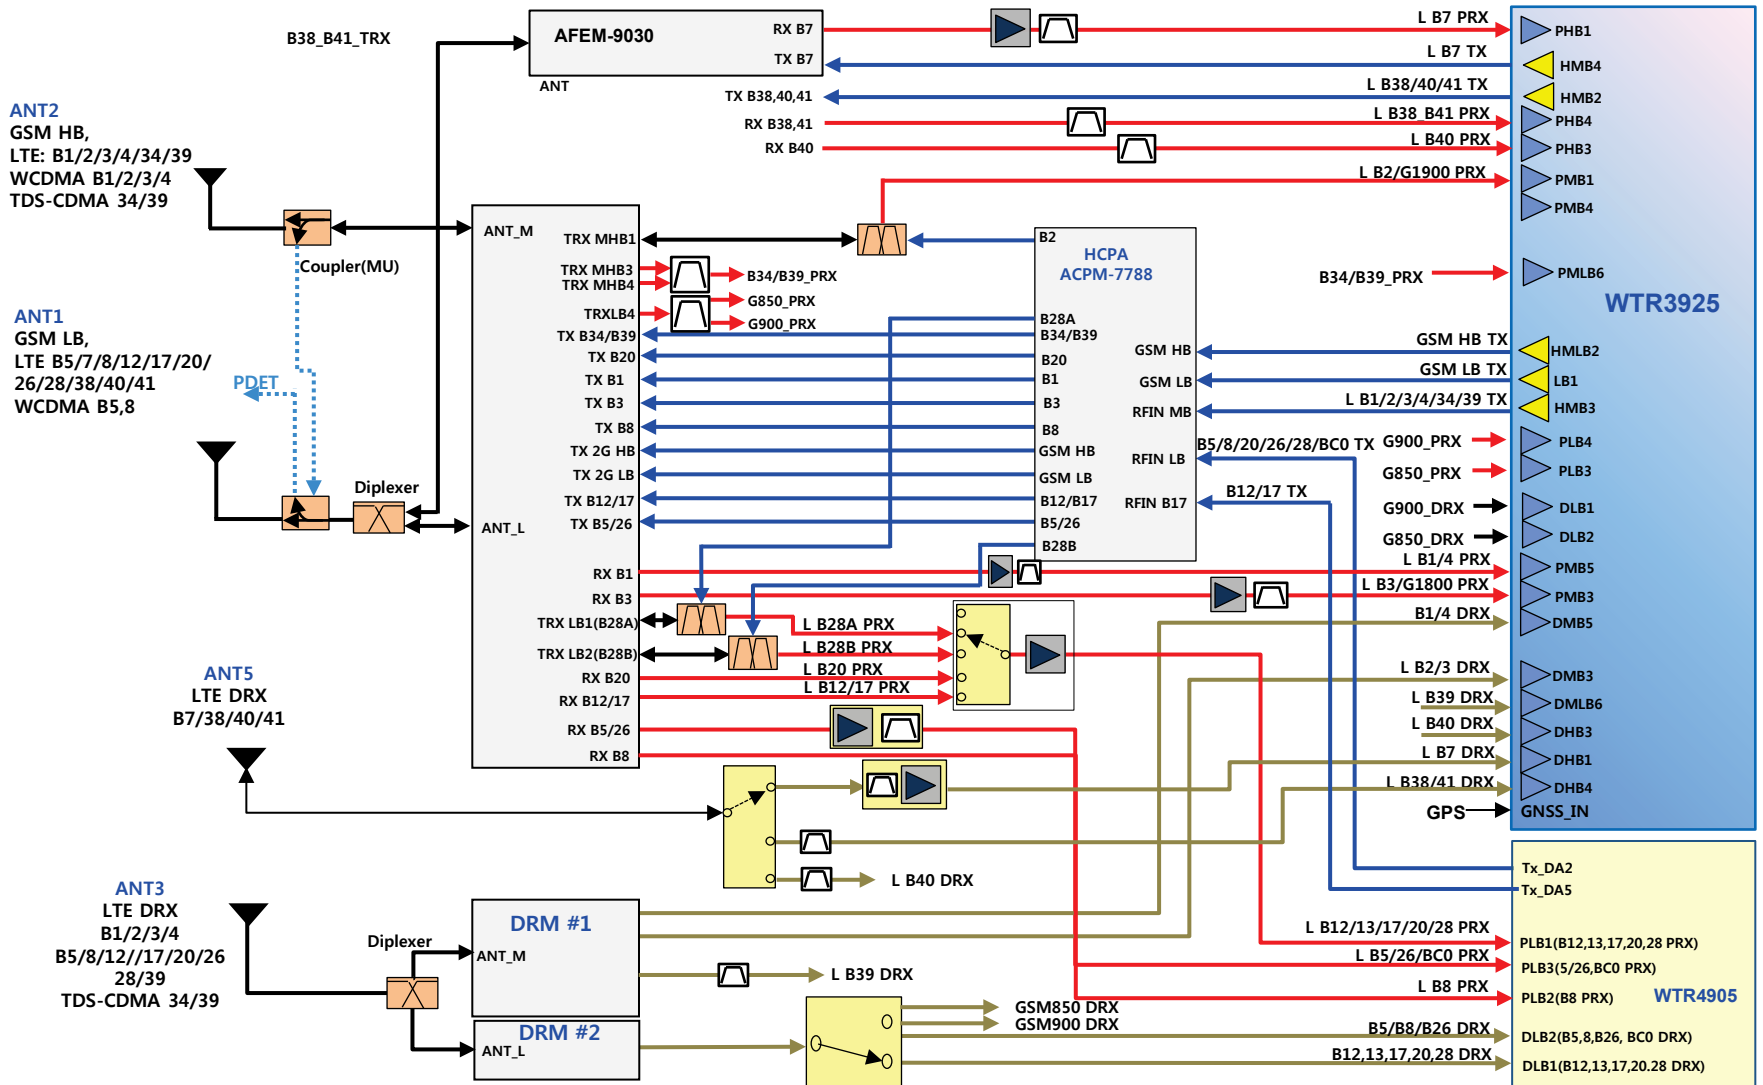 B38_B41_TRX
AFEM-9030
RX B7
TX B7
ANT
TX B38,40,41
RX B38,41
RX B40
L B7 PRX
L B7 TX
L B38/40/41 TX
L B38_B41 PRX
L B40 PRX
L B2/G1900 PRX
PHB1
HMB4
HMB2
PHB4
PHB3
PMB1
PMB4
B34/B39_PRX
PMLB6
WTR3925
ANT2
GSM HB,
LTE: B1/2/3/4/34/39
WCDMA B1/2/3/4
TDS-CDMA 34/39
Coupler(MU)
ANT1
GSM LB,
LTE B5/7/8/12/17/20/
26/28/38/40/41
WCDMA B5,8
PDET
Diplexer
ANT_M
ANT_L
TRX MHB1
TRX MHB3
TRX MHB4
TRXLB4
TX B34/B39
TX B20
TX B1
TX B3
TX B8
TX 2G HB
TX 2G LB
TX B12/17
TX B5/26
RX B1
RX B3
TRX LB1(B28A)
TRX LB2(B28B)
RX B20
RX B12/17
RX B5/26
RX B8
B34/B39_PRX
G850_PRX
G900_PRX
B2
HCPA
ACPM-7788
B28A
B34/B39
B20
B1
B3
B8
GSM HB
GSM LB
B12/B17
B5/26
B28B
GSM HB
GSM LB
RFIN MB
RFIN LB
RFIN B17
GSM HB TX
GSM LB TX
L B1/2/3/4/34/39 TX
B5/8/20/26/28/BC0 TX
B12/17 TX
G900_PRX
G850_PRX
G900_DRX
G850_DRX
L B1/4 PRX
L B3/G1800 PRX
B1/4 DRX
L B2/3 DRX
L B39 DRX
L B40 DRX
L B7 DRX
L B38/41 DRX
GPS
HMLB2
LB1
HMB3
PLB4
PLB3
DLB1
DLB2
PMB5
PMB3
DMB5
DMB3
DMLB6
DHB3
DHB1
DHB4
GNSS_IN
L B28A PRX
L B28B PRX
L B20 PRX
L B12/17 PRX
ANT5
LTE DRX
B7/38/40/41
L B40 DRX
ANT3
LTE DRX
B1/2/3/4
B5/8/12//17/20/26
28/39
TDS-CDMA 34/39
Diplexer
DRM #1
ANT_M
DRM #2
ANT_L
L B39 DRX
GSM850 DRX
GSM900 DRX
L B12/13/17/20/28 PRX
L B5/26/BC0 PRX
L B8 PRX
B5/B8/B26 DRX
B12,13,17,20,28 DRX
Tx_DA2
Tx_DA5
PLB1(B12,13,17,20,28 PRX)
PLB3(5/26,BC0 PRX)
PLB2(B8 PRX)
WTR4905
DLB2(B5,8,B26, BC0 DRX)
DLB1(B12,13,17,20.28 DRX)